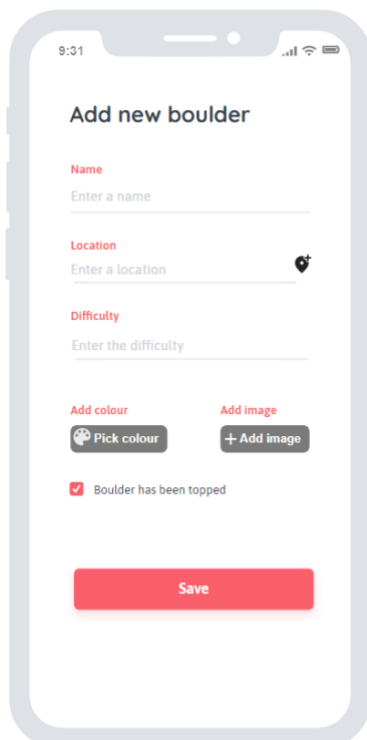 9:31
Add new boulder
Name
Enter a name
Location
Enter a location
Difficulty
Enter the difficulty
Add colour Add image
Pick colour Add image
Boulder has been topped
Save